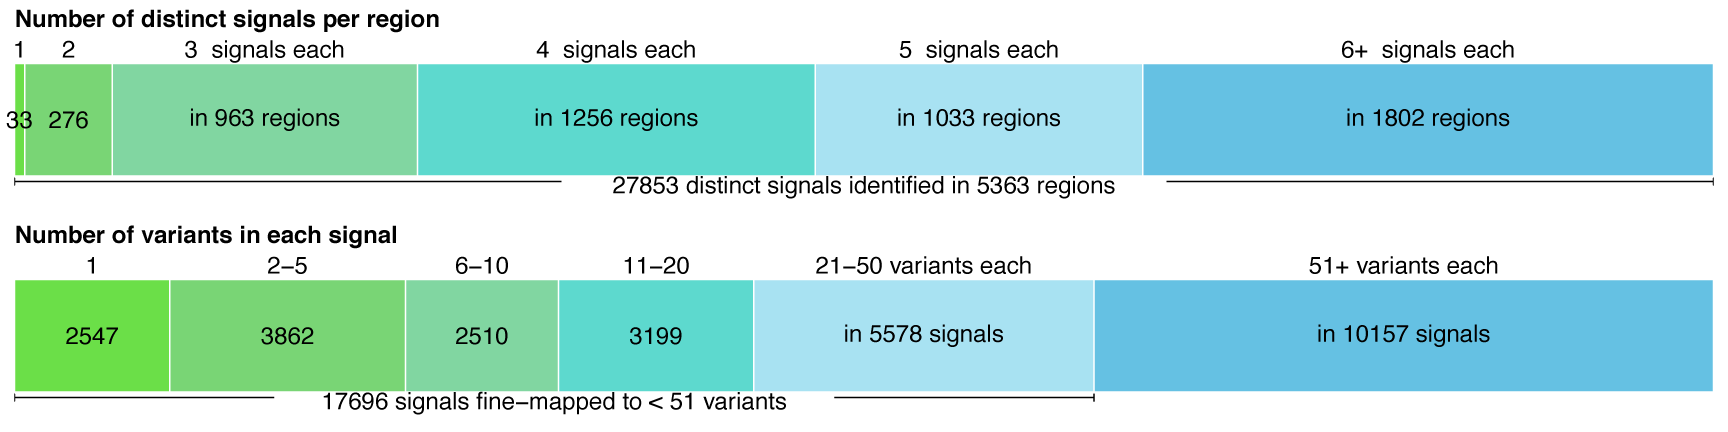 Number of distinct signals per region
1 2 3 signals each 4 signals each 5 signals each 6+ signals each
33 276 in 963 regions in 1256 regions in 1033 regions in 1802 regions
27853 distinct signals identified in 5363 regions
Number of variants in each signal
1 2−5 6−10 11−20 21−50 variants each 51+ variants each
2547 3862 2510 3199 in 5578 signals in 10157 signals
17696 signals fine−mapped to < 51 variants